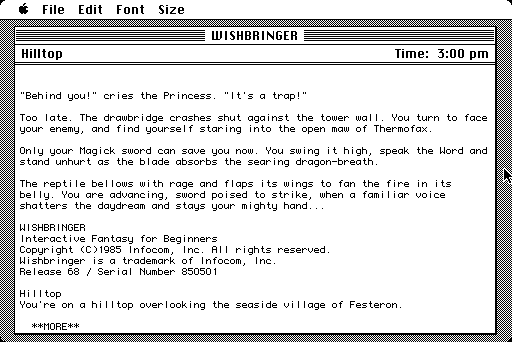 File Edit Font Size
WISHBRINGER
Hilltop Time: 3:00 pm
"Behind you!" cries the Princess. "It's a trap!"
Too late. The drawbridge crashes shut against the tower wall. You turn to face
your enemy, and find yourself staring into the open maw of Thermofax.
Only your Magick sword can save you now. You swing it high, speak the Word and
stand unhurt as the blade absorbs the searing dragon-breath.
The reptile bellows with rage and flaps its wings to fan the fire in its
belly. You are advancing, sword poised to strike, when a familiar voice
shatters the daydream and stays your mighty hand...
WISHBRINGER
Interactive Fantasy for Beginners
Copyright (C)1985 Infocom, Inc. All rights reserved.
Wishbringer is a trademark of Infocom, Inc.
Release 68 / Serial Number 850501
Hilltop
You're on a hilltop overlooking the seaside village of Festeron.
**MORE**